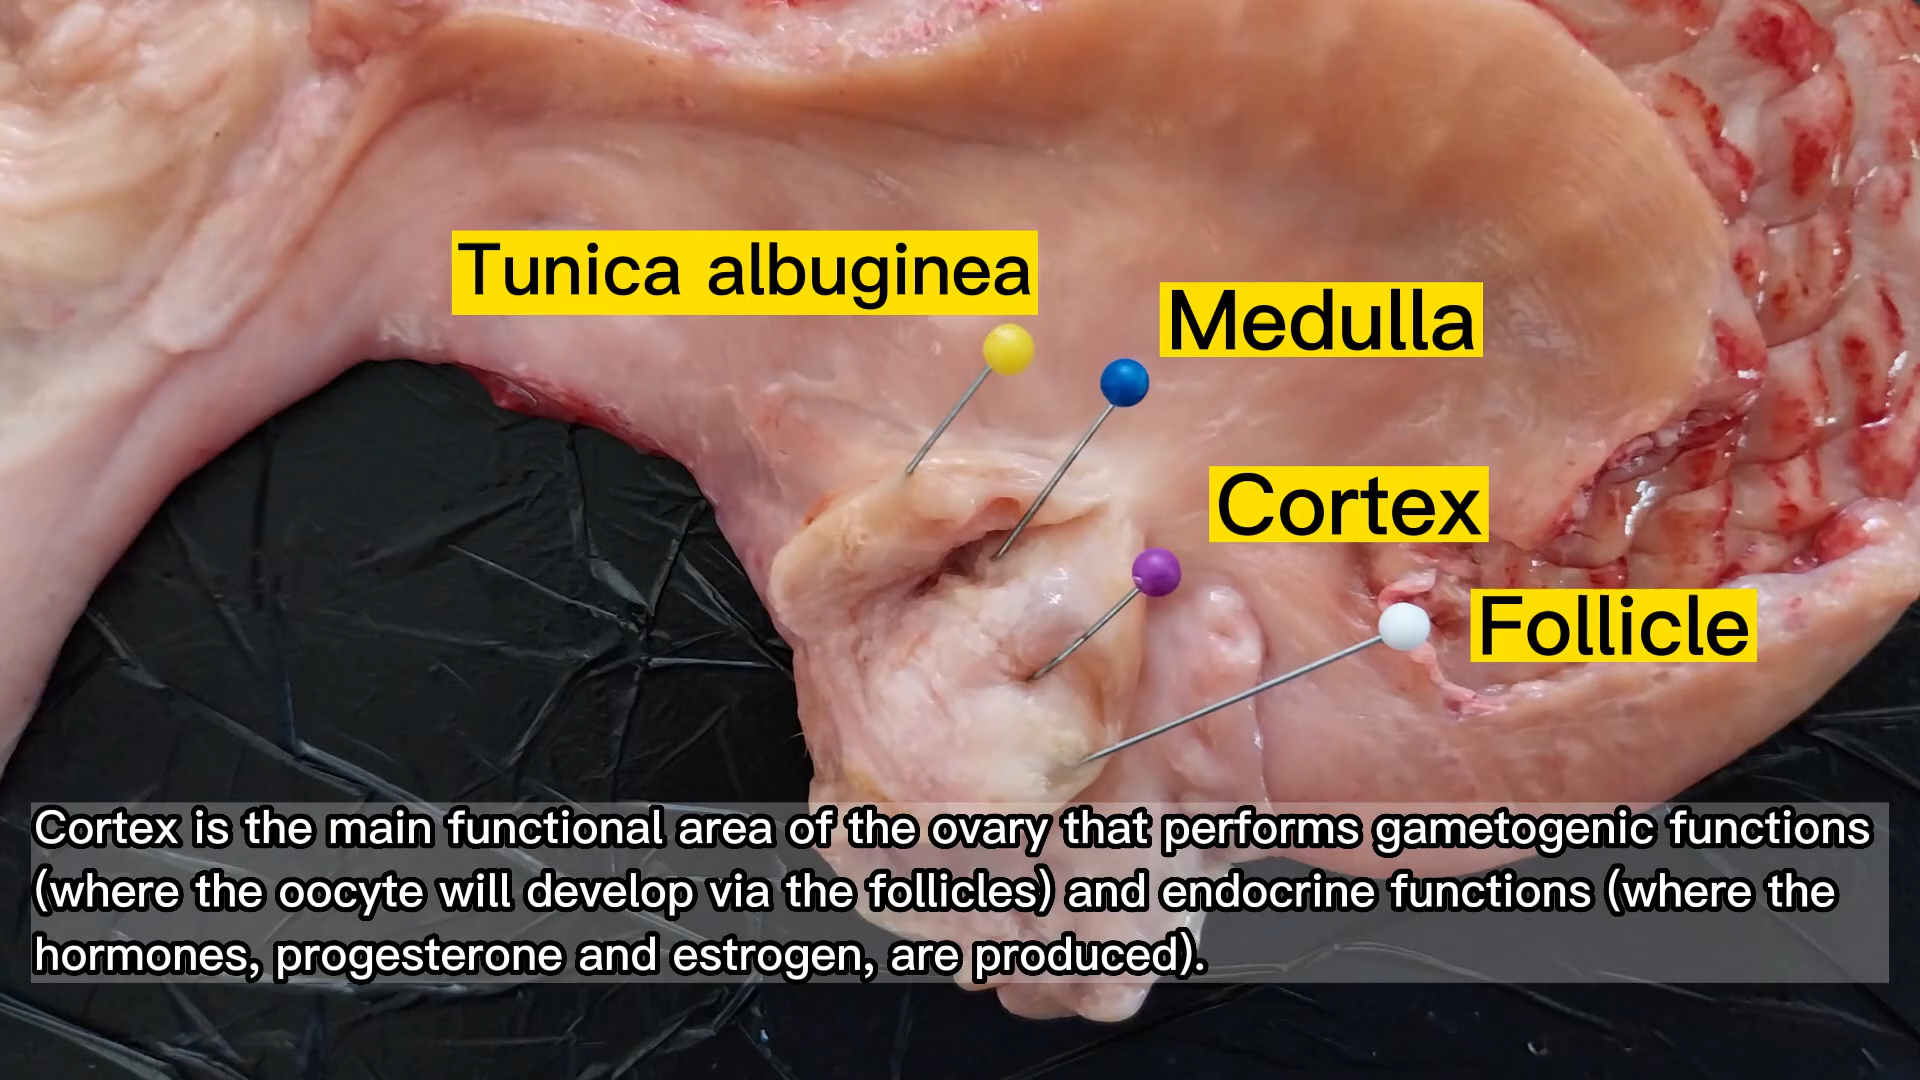 Tunica albuginea
Medulla
Cortex
Follicle
Cortex is the main functional area of the ovary that performs gametogenic functions
(where the oocyte will develop via the follicles) and endocrine functions (where the
hormones, progesterone and estrogen, are produced).